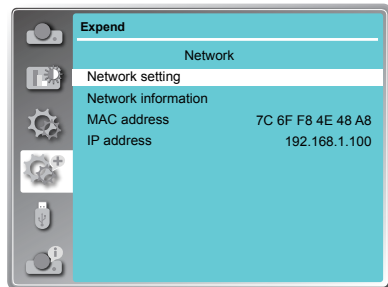 Expend
Network
Network setting
Network information
MAC address 7C 6F F8 4E 48 A8
IP address 192.168.1.100